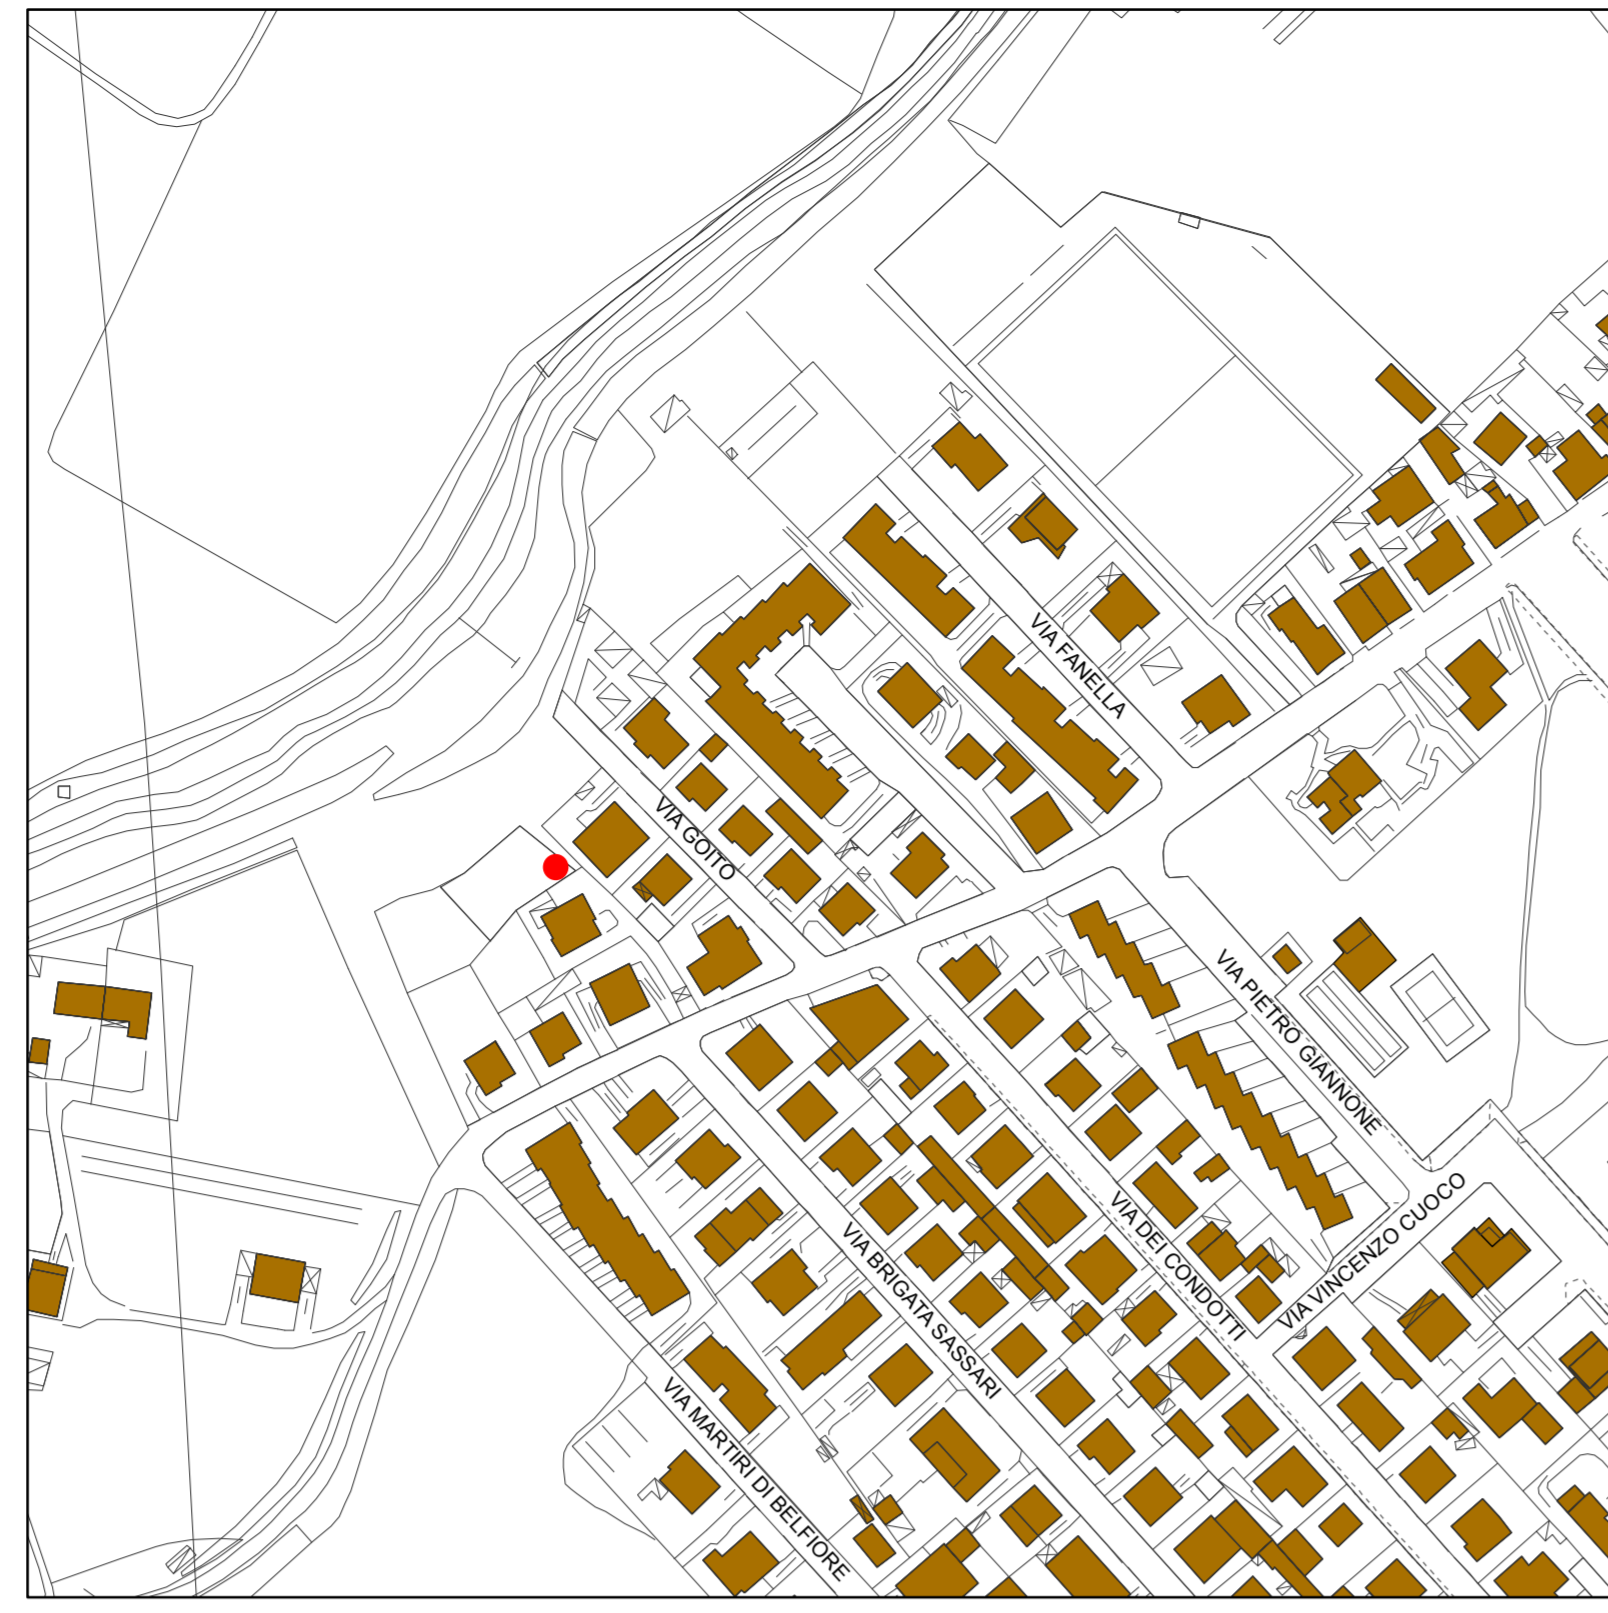 VIA FANELLA
VIA GOITO
VIA PIETRO GIANNONE
VIA VINCENZO CUOCO
VIA DEI CONDOTTI
VIA BRIGATA SASSARI
VIA MARTIRI DI BELFIORE